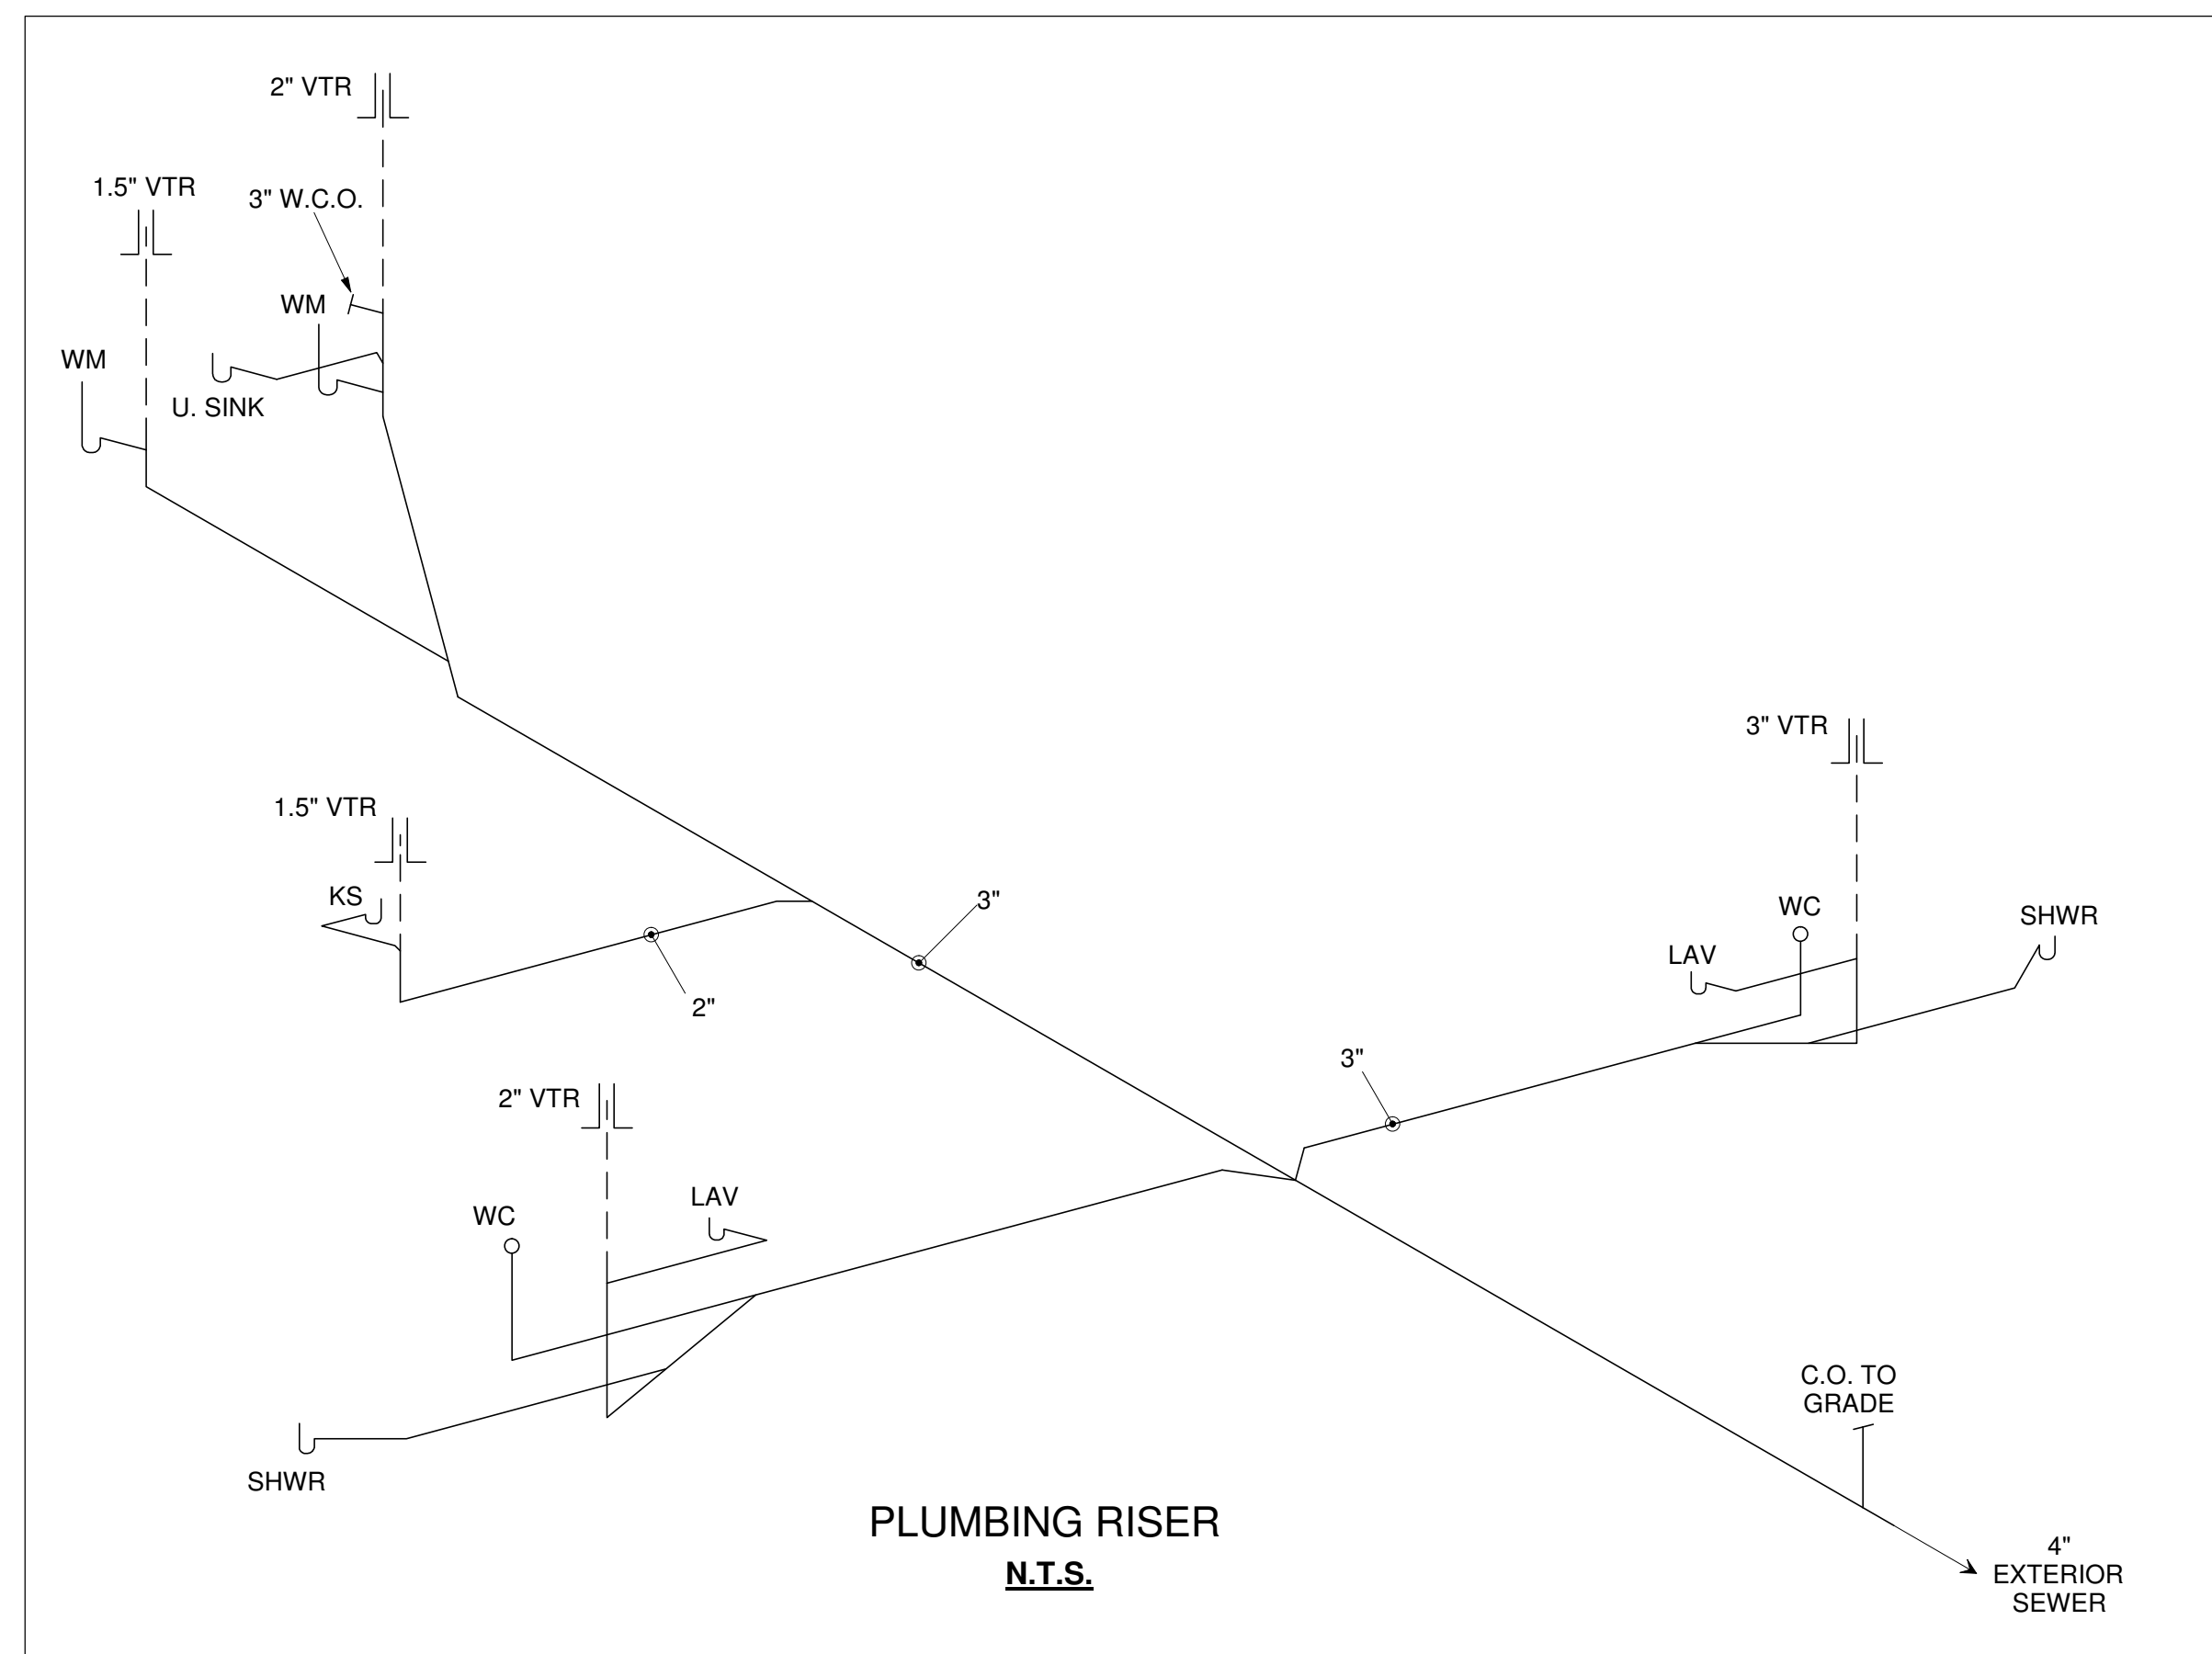 2" VTR
1.5" VTR
3" W.C.O.
WM
WM
U. SINK
3" VTR
1.5" VTR
KS
3"
WC
SHWR
LAV
2"
3"
2" VTR
LAV
WC
C.O. TO
GRADE
SHWR
PLUMBING RISER
N.T.S.
4"
EXTERIOR
SEWER